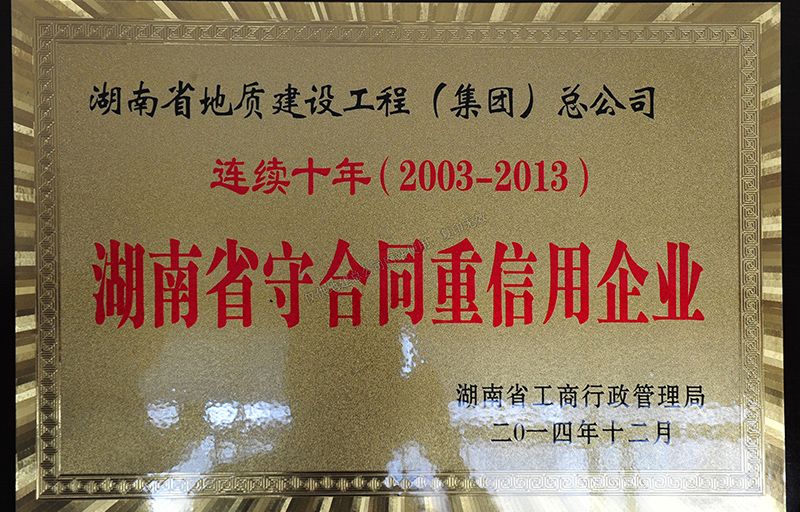 湖南省地质建设工程（集团）总公司
连续十年（2003-2013）
湖南省守合同重信用企业
湖南省工商行政管理局
二〇一四年十二月